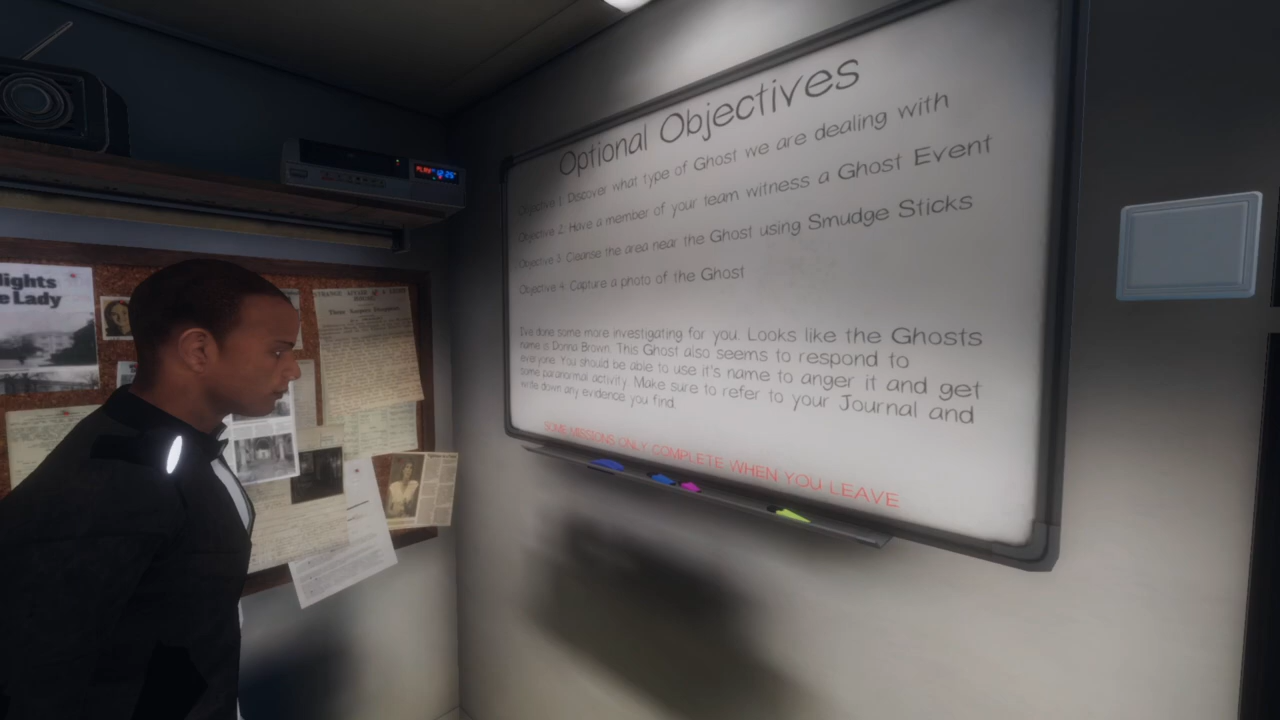 Optional Objectives
Objective 1: Discover what type of Ghost we are dealing with
Objective 2: Have a member of your team witness a Ghost Event
Objective 3: Cleanse the area near the Ghost using Smudge Sticks
Objective 4: Capture a photo of the Ghost
I've done some more investigating for you. Looks like the Ghosts
name is Donna Brown. This Ghost also seems to respond to
everyone. You should be able to use it's name to anger it and get
some paranormal activity. Make sure to refer to your Journal and
write down any evidence you find.
SOME MISSIONS ONLY COMPLETE WHEN YOU LEAVE
PLAY
lights
e Lady
STRANGE AFFAIR